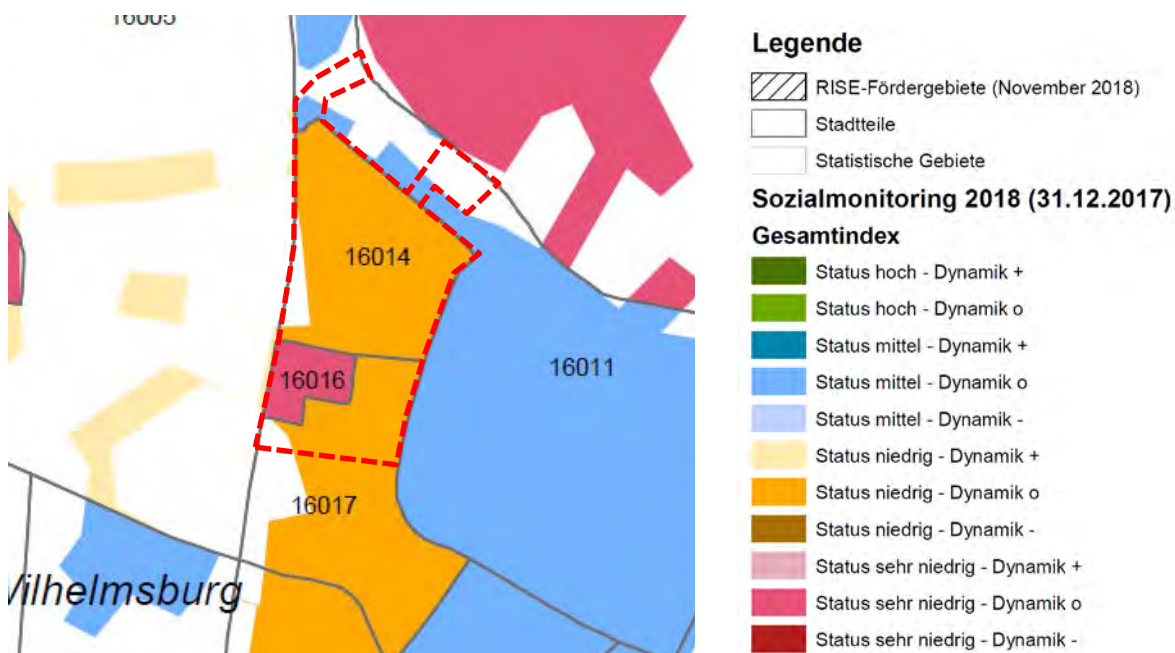 16005
16014
16016
16011
16017
Vilhelmsburg
Legende
RISE-Fördergebiete (November 2018)
Stadtteile
Statistische Gebiete
Sozialmonitoring 2018 (31.12.2017)
Gesamtindex
Status hoch - Dynamik +
Status hoch - Dynamik o
Status mittel - Dynamik +
Status mittel - Dynamik o
Status mittel - Dynamik -
Status niedrig - Dynamik +
Status niedrig - Dynamik o
Status niedrig - Dynamik -
Status sehr niedrig - Dynamik +
Status sehr niedrig - Dynamik o
Status sehr niedrig - Dynamik -